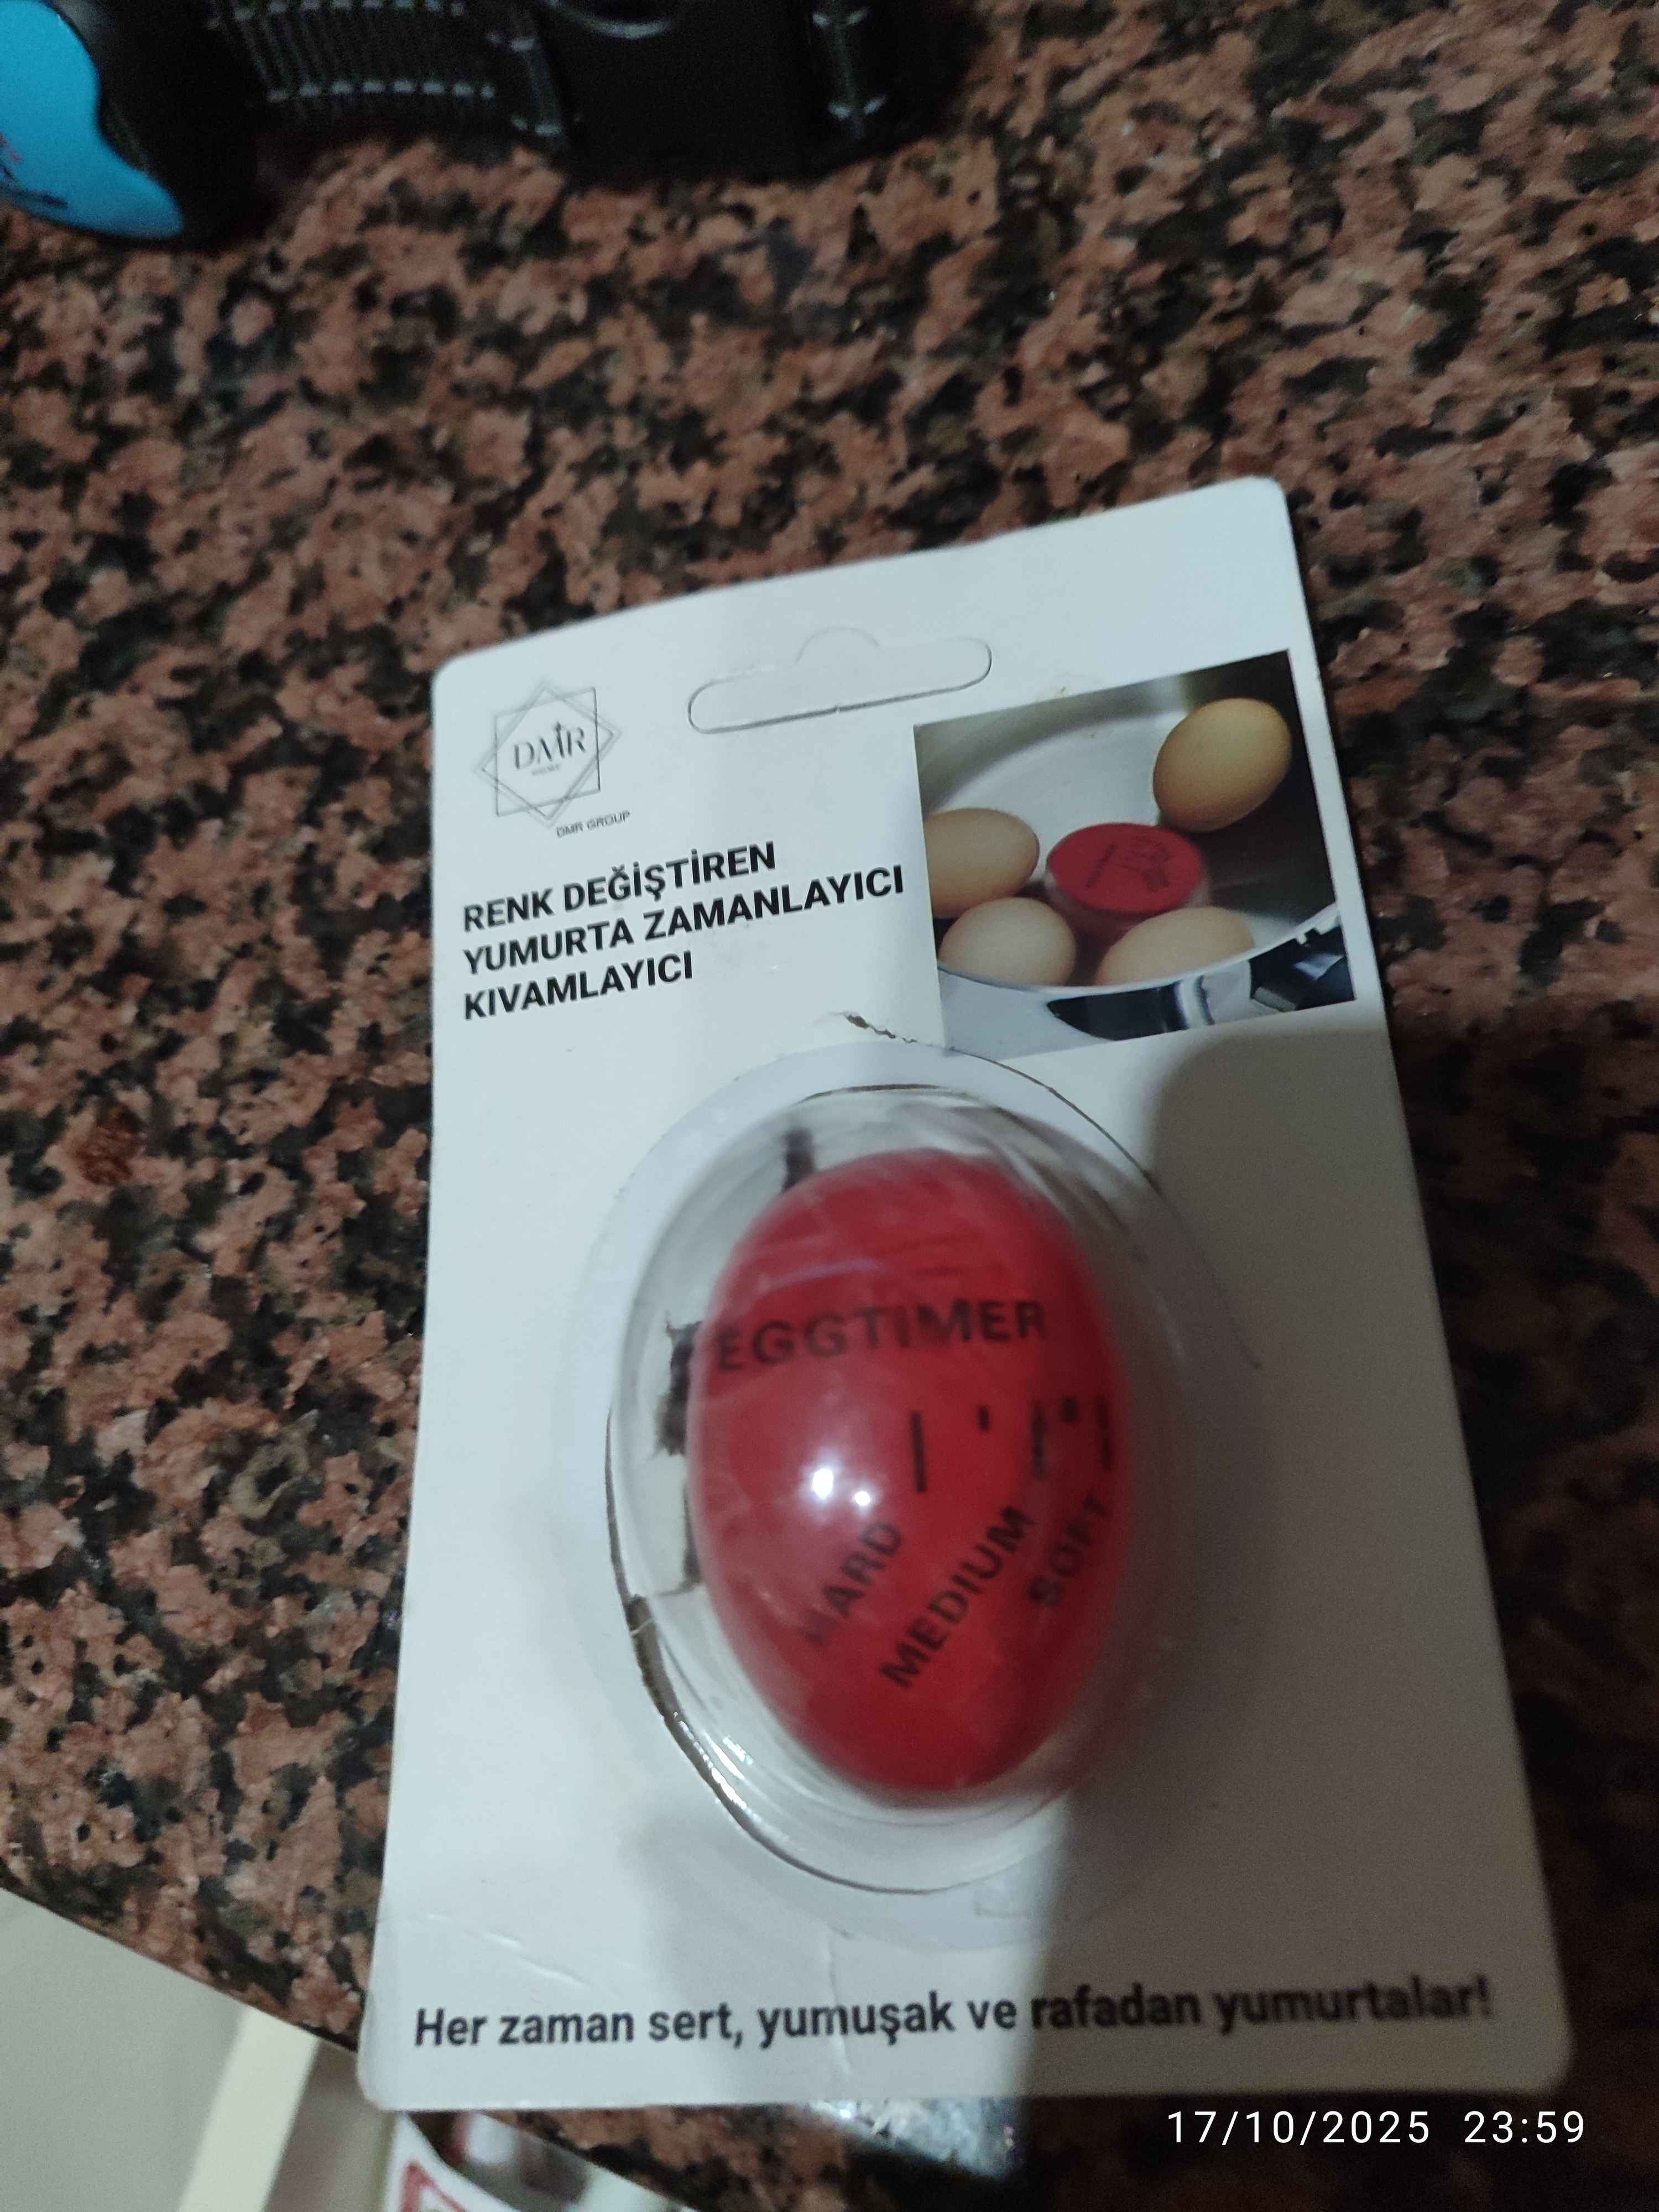 DMR
DMR GROUP
RENK DEĞİŞTİREN
YUMURTA ZAMANLAYICI
KIVAMLAYICI
EGGTIMER
HARD
MEDIUM
SOFT
Her zaman sert, yumuşak ve rafadan yumurtalar!
17/10/2025 23:59